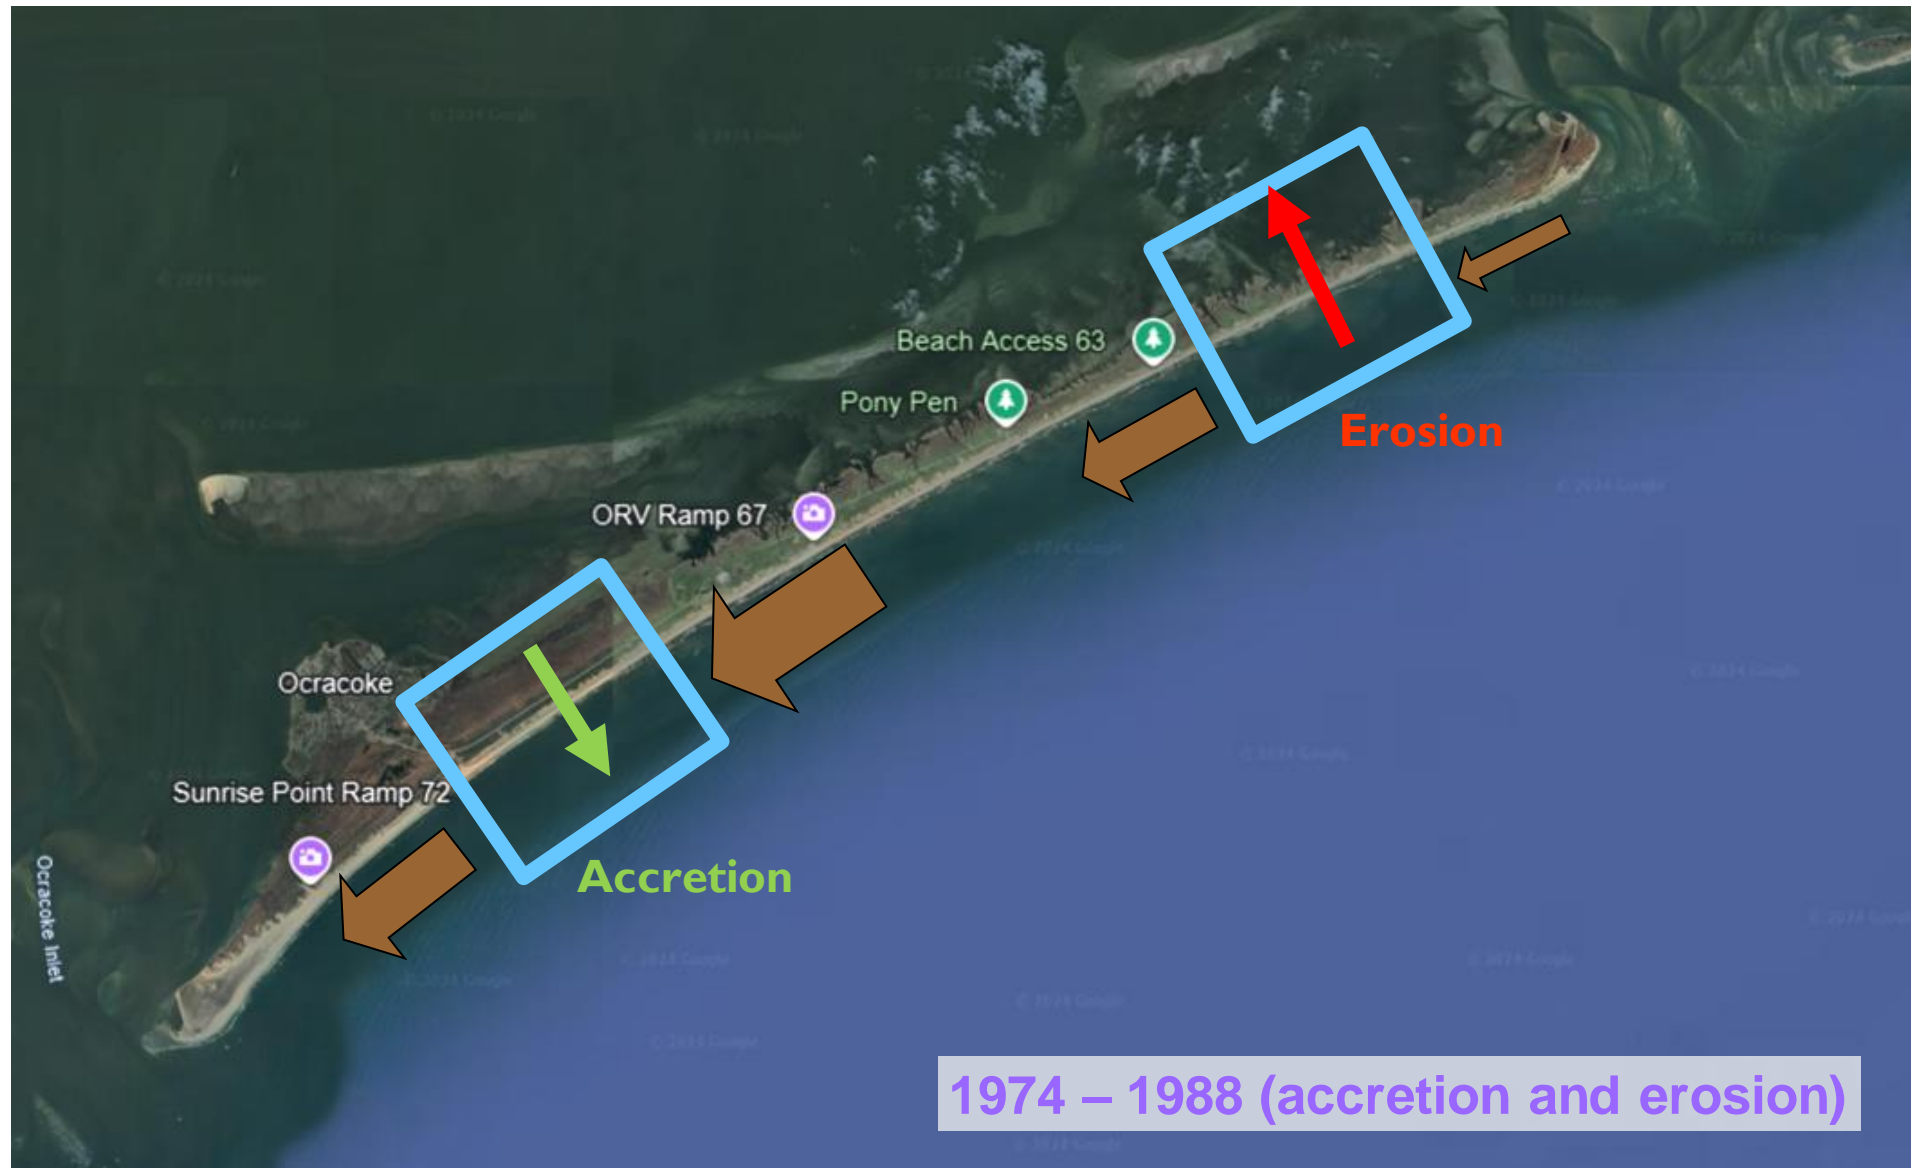 Beach Access 63
Pony Pen
Erosion
ORV Ramp 67
Ocracoke
Sunrise Point Ramp 72
Accretion
Ocracoke Inlet
1974 – 1988 (accretion and erosion)